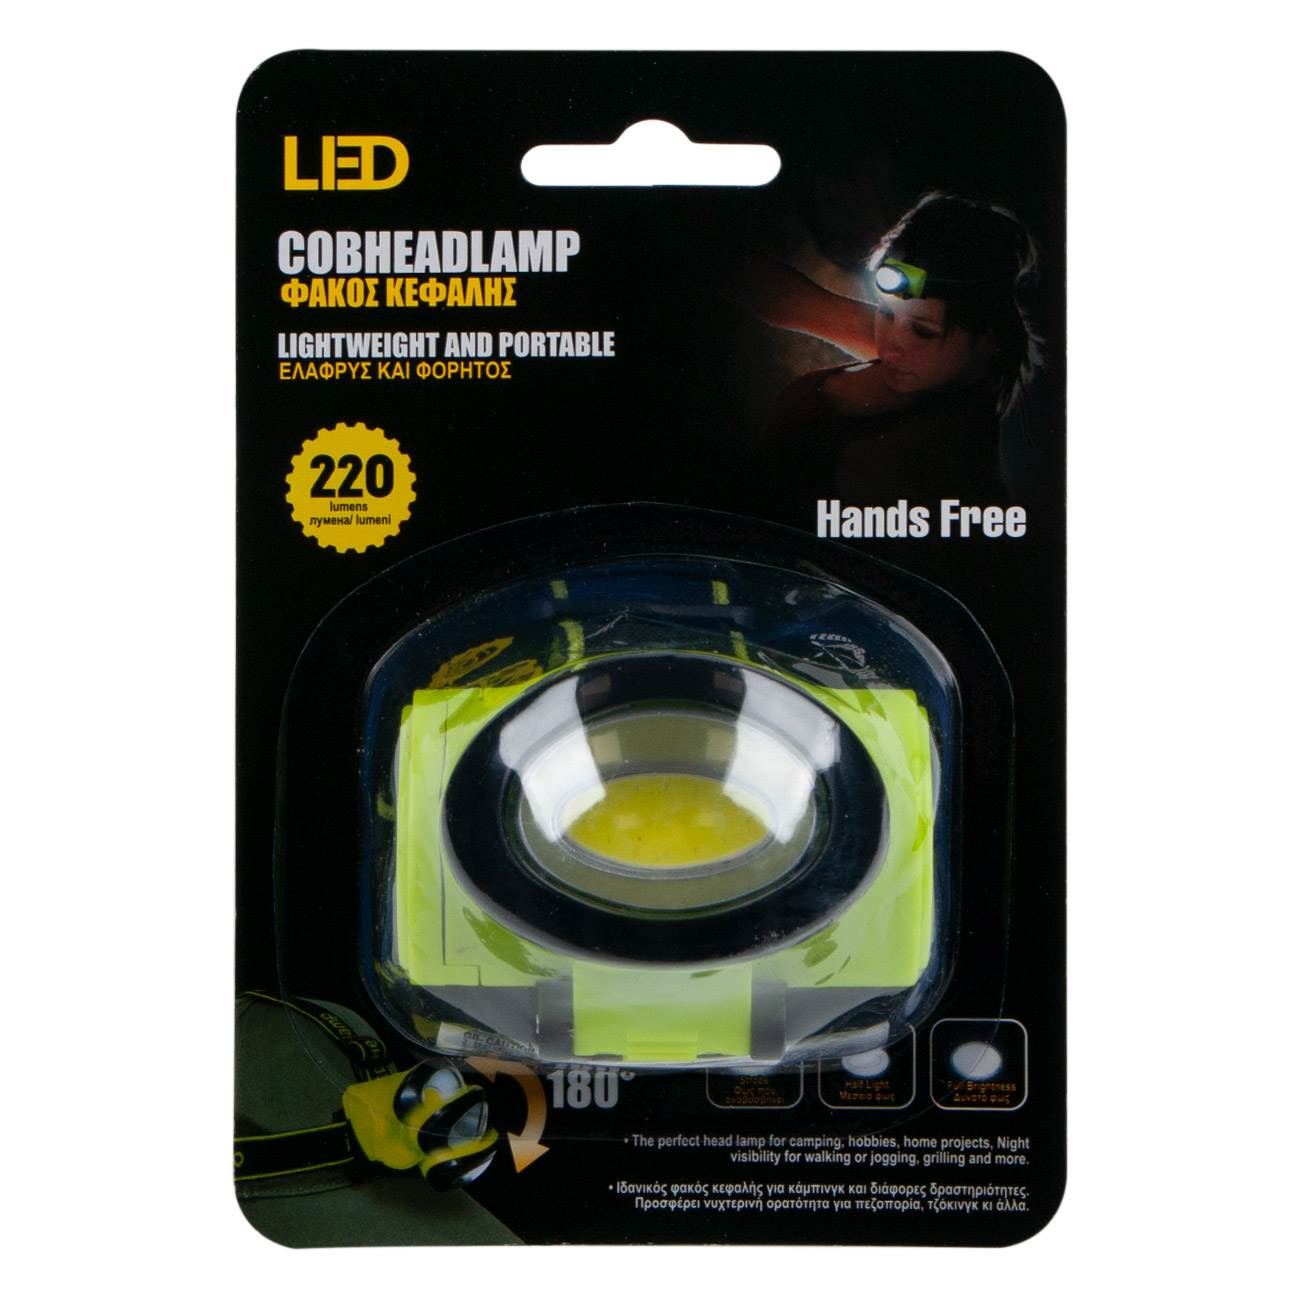 LED
COBHEADLAMP
ΦΑΚΟΣ ΚΕΦΑΛΗΣ
LIGHTWEIGHT AND PORTABLE
ΕΛΑΦΡΥΣ ΚΑΙ ΦΟΡΗΤΟΣ
220
lumens
лумена/ lumeni
Hands Free
180°
Strobe
Φως που
αναβοσβήνει
Half Light
Μεσαίο φως
Full Brightness
Δυνατό φως
• The perfect head lamp for camping, hobbies, home projects, Night
visibility for walking or jogging, grilling and more.
• Ιδανικός φακός κεφαλής για κάμπινγκ και διάφορες δραστηριότητες.
Προσφέρει νυχτερινή ορατότητα για πεζοπορία, τζόκινγκ κι άλλα.